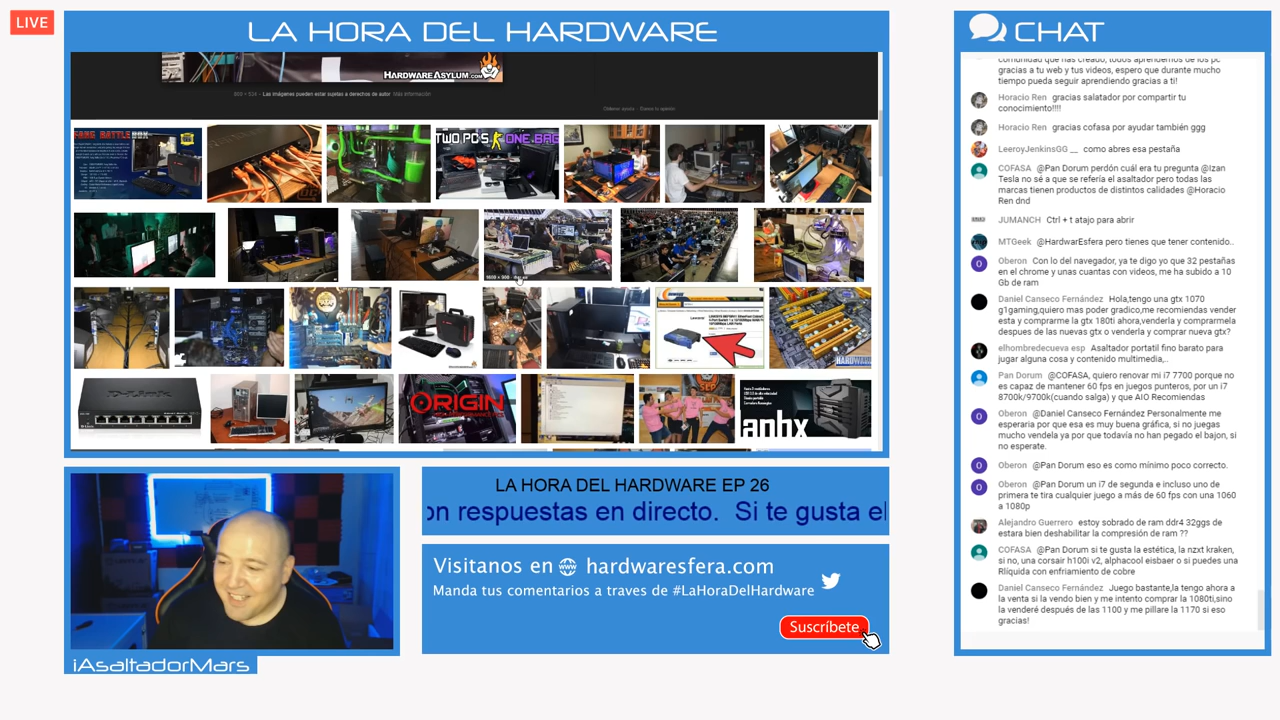 LIVE
LA HORA DEL HARDWARE
HARDWAREASYLUM.COM
Las imágenes pueden estar sujetas a derechos de autor Más información
FANG BATTLEBOX
TWO PC'S ONE BAG
D-Link
ORIGIN
anbx
LA HORA DEL HARDWARE EP 26
on respuestas en directo. Si te gusta el
Visitanos en hardwaresfera.com
Manda tus comentarios a traves de #LaHoraDelHardware
Suscríbete
iAsaltadorMars
CHAT
comunidad que has creado, todos aprendemos de los pc
gracias a tu web y tus videos, espero que durante mucho
tiempo pueda seguir aprendiendo gracias a ti!
Horacio Ren gracias salatador por compartir tu
conocimiento!!!!
Horacio Ren gracias cofasa por ayudar también ggg
LeeroyJenkinsGG __ como abres esa pestaña
COFASA @Pan Dorum perdón cuál era tu pregunta @Izan
Tesla no sé a que se refería el asaltador pero todas las
marcas tienen productos de distintos calidades @Horacio
Ren dnd
JUMANCH Ctrl + t atajo para abrir
MTGeek @HardwarEsfera pero tienes que tener contenido..
Oberon Con lo del navegador, ya te digo yo que 32 pestañas
en el chrome y unas cuantas con videos, me ha subido a 10
Gb de ram
Daniel Canseco Fernández Hola,tengo una gtx 1070
g1gaming,quiero mas poder gradico,me recomiendas vender
esta y comprarme la gtx 180ti ahora,venderla y comprarmela
despues de las nuevas gtx o venderla y comprar nueva gtx?
elhombredecueva esp Asaltador portatil fino barato para
jugar alguna cosa y contenido multimedia,..
Pan Dorum @COFASA, quiero renovar mi i7 7700 porque no
es capaz de mantener 60 fps en juegos punteros, por un i7
8700k/9700k(cuando salga) y que AIO Recomiendas
Oberon @Daniel Canseco Fernández Personalmente me
esperaria por que esa es muy buena gráfica, si no juegas
mucho vendela ya por que todavía no han pegado el bajon, si
no esperate.
Oberon @Pan Dorum eso es como mínimo poco correcto.
Oberon @Pan Dorum un i7 de segunda e incluso uno de
primera te tira cualquier juego a más de 60 fps con una 1060
a 1080p
Alejandro Guerrero estoy sobrado de ram ddr4 32ggs de
estara bien deshabilitar la compresión de ram ??
COFASA @Pan Dorum si te gusta la estética, la nzxt kraken,
si no, una corsair h100i v2, alphacool eisbaer o si puedes una
Rlíquida con enfriamiento de cobre
Daniel Canseco Fernández Juego bastante,la tengo ahora a
la venta si la vendo bien y me intento comprar la 1080ti,sino
la venderé después de las 1100 y me pillare la 1170 si eso
gracias!